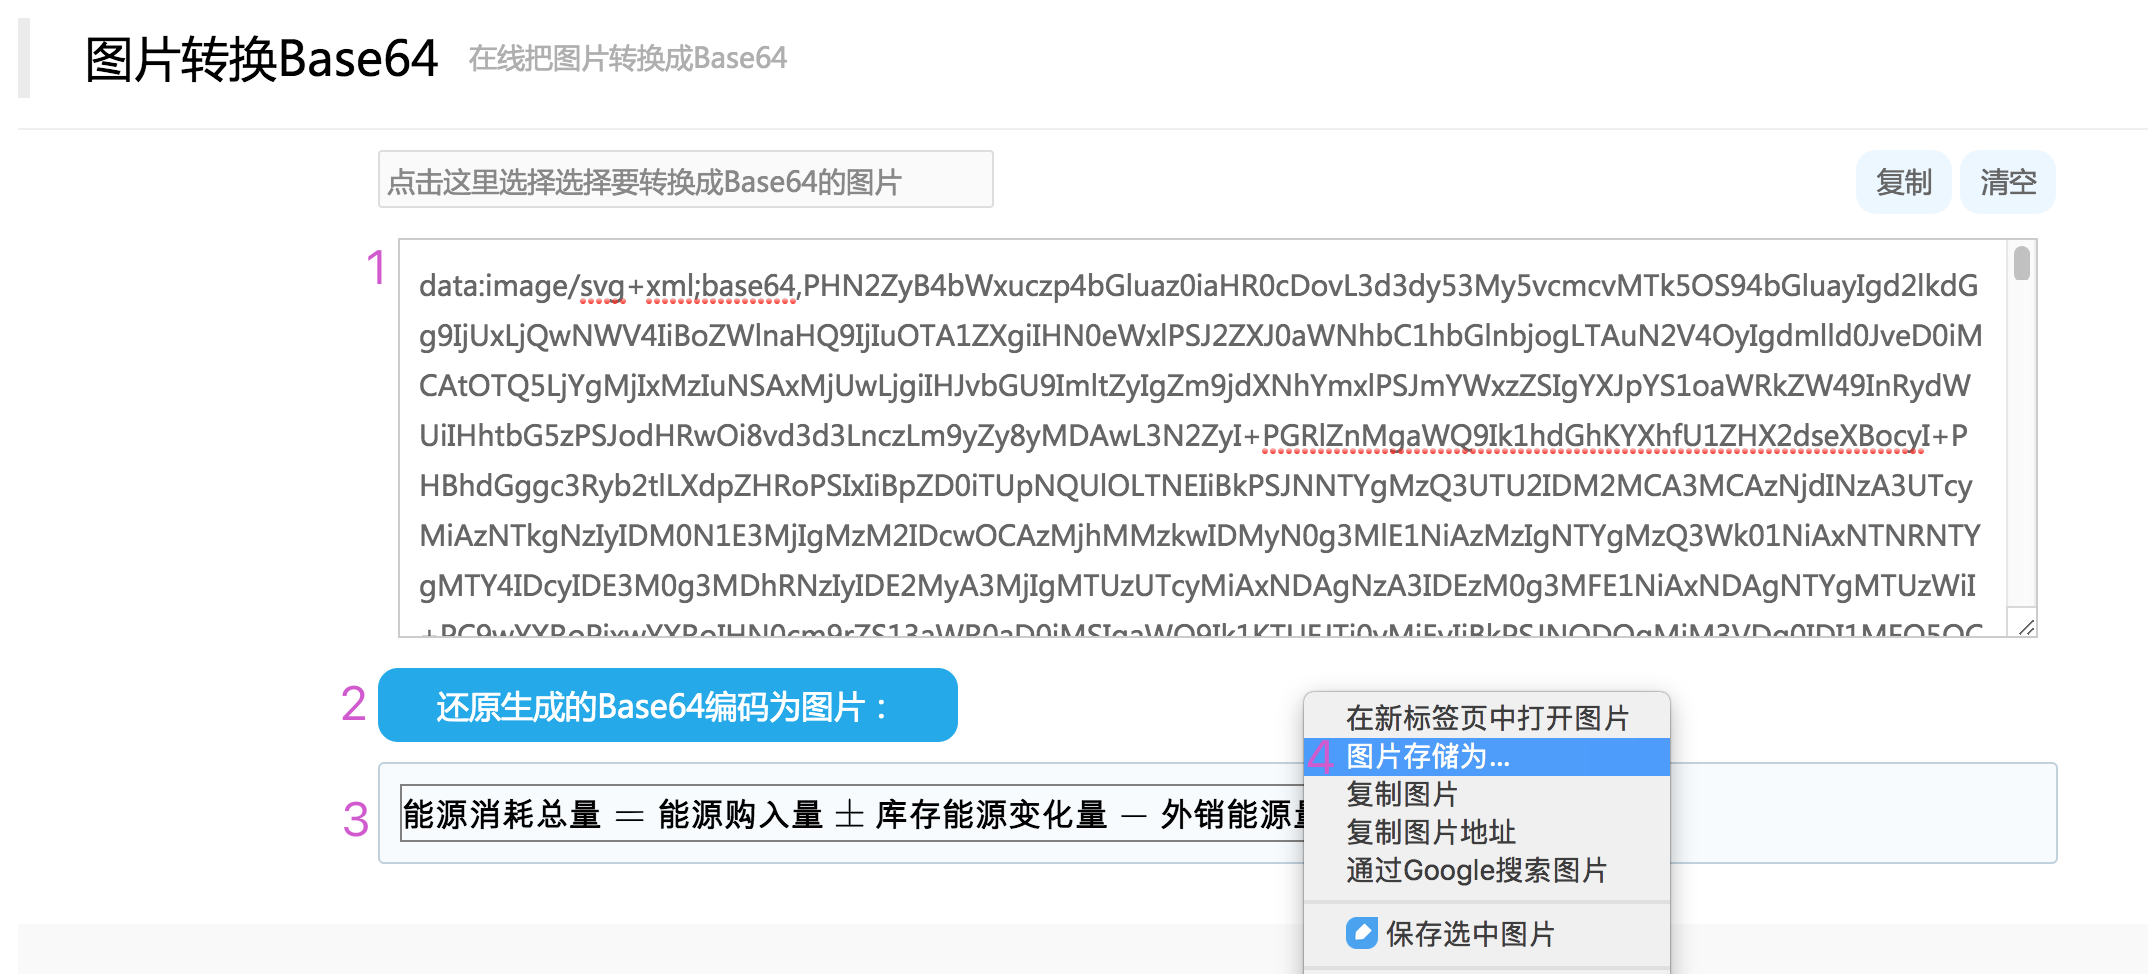 图片转换Base64 在线把图片转换成Base64
点击这里选择选择要转换成Base64的图片 复制 清空
1
data:image/svg+xml;base64,PHN2ZyB4bWxuczp4bGluaz0iaHR0cDovL3d3dy53My5vcmcvMTk5OS94bGluayIgd2lkdG
g9IjUxLjQwNWV4IiBoZWlnaHQ9IjIuOTA1ZXgiIHN0eWxlPSJ2ZXJ0aWNhbC1hbGlnbjogLTAuN2V4OyIgdmlld0JveD0iM
CAtOTQ5LjYgMjIxMzIuNSAxMjUwLjgiIHJvbGU9ImltZyIgZm9jdXNhYmxlPSJmYWxzZSIgYXJpYS1oaWRkZW49InRydW
UiIHhtbG5zPSJodHRwOi8vd3d3LnczLm9yZy8yMDAwL3N2ZyI+PGRlZnMgaWQ9Ik1hdGhKYXhfU1ZHX2dseXBocyI+P
HBhdGggc3Ryb2tlLXdpZHRoPSIxIiBpZD0iTUpNQUlOLTNEIiBkPSJNNTYgMzQ3UTU2IDM2MCA3MCAzNjdINzA3UTcy
MiAzNTkgNzIyIDM0N1E3MjIgMzM2IDcwOCAzMjhMMzkwIDMyN0g3MlE1NiAzMzIgNTYgMzQ3Wk01NiAxNTNRNTY
gMTY4IDcyIDE3M0g3MDhRNzIyIDE2MyA3MjIgMTUzUTcyMiAxNDAgNzA3IDEzM0g3MFE1NiAxNDAgNTYgMTUzWiI
2 还原生成的Base64编码为图片：
3 能源消耗总量 = 能源购入量 ± 库存能源变化量 − 外销能源量
在新标签页中打开图片
4 图片存储为...
复制图片
复制图片地址
通过Google搜索图片
保存选中图片